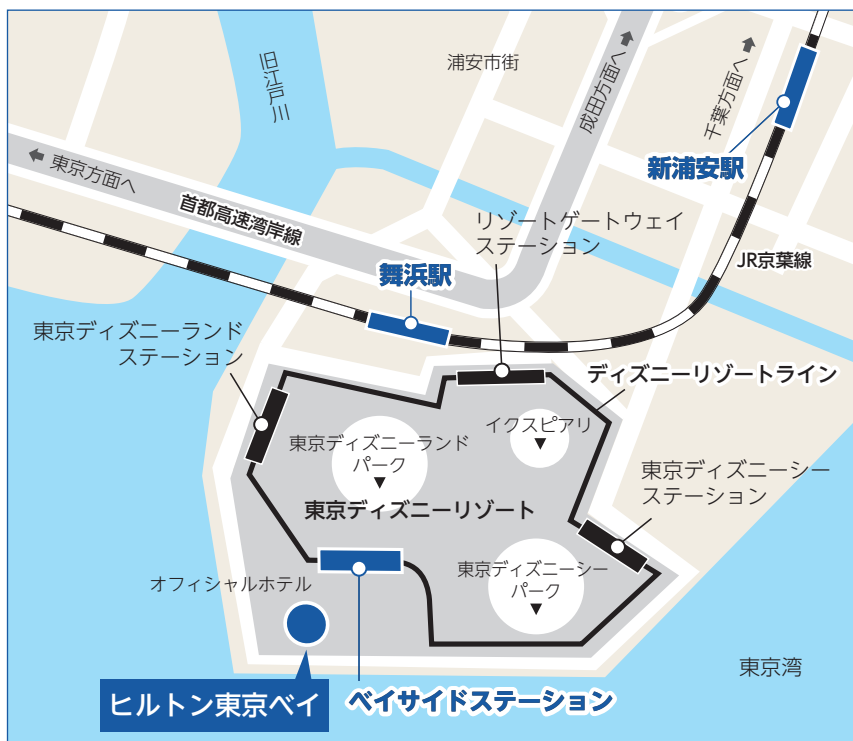 旧江戸川
浦安市街
成田方面へ
千葉方面へ
新浦安駅
東京方面へ
首都高速湾岸線
リゾートゲートウェイ
ステーション
JR京葉線
舞浜駅
東京ディズニーランド
ステーション
ディズニーリゾートライン
イクスピアリ
東京ディズニーランド
パーク
東京ディズニーシー
ステーション
東京ディズニーリゾート
オフィシャルホテル
東京ディズニーシー
パーク
東京湾
ヒルトン東京ベイ
ベイサイドステーション